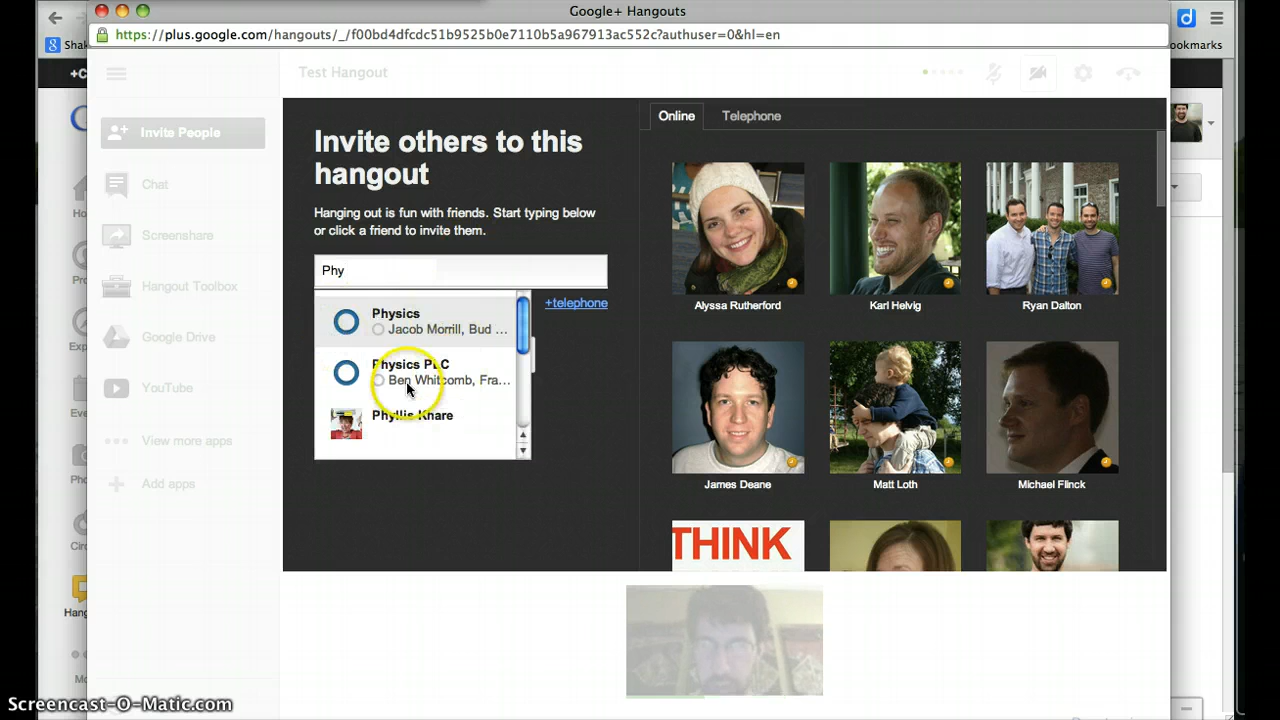 Google+ Hangouts
https://plus.google.com/hangouts/_/f00bd4dfcdc51b9525b0e7110b5a967913ac552c?authuser=0&hl=en
Test Hangout
Invite People
Chat
Screenshare
Hangout Toolbox
Google Drive
YouTube
View more apps
Add apps
Invite others to this
hangout
Hanging out is fun with friends. Start typing below
or click a friend to invite them.
Phy
+telephone
Physics
Jacob Morrill, Bud ...
Physics PLC
Ben Whitcomb, Fra...
Phyllis Khare
Online
Telephone
Alyssa Rutherford
Karl Helvig
Ryan Dalton
James Deane
Matt Loth
Michael Flinck
THINK
Screencast-O-Matic.com